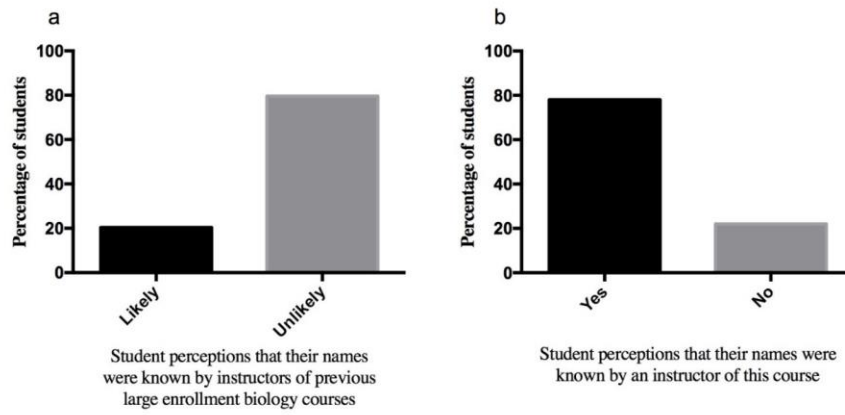 a
Percentage of students
100
80
60
40
20
0
Likely
Unlikely
Student perceptions that their names
were known by instructors of previous
large enrollment biology courses
b
Percentage of students
100
80
60
40
20
0
Yes
No
Student perceptions that their names were
known by an instructor of this course